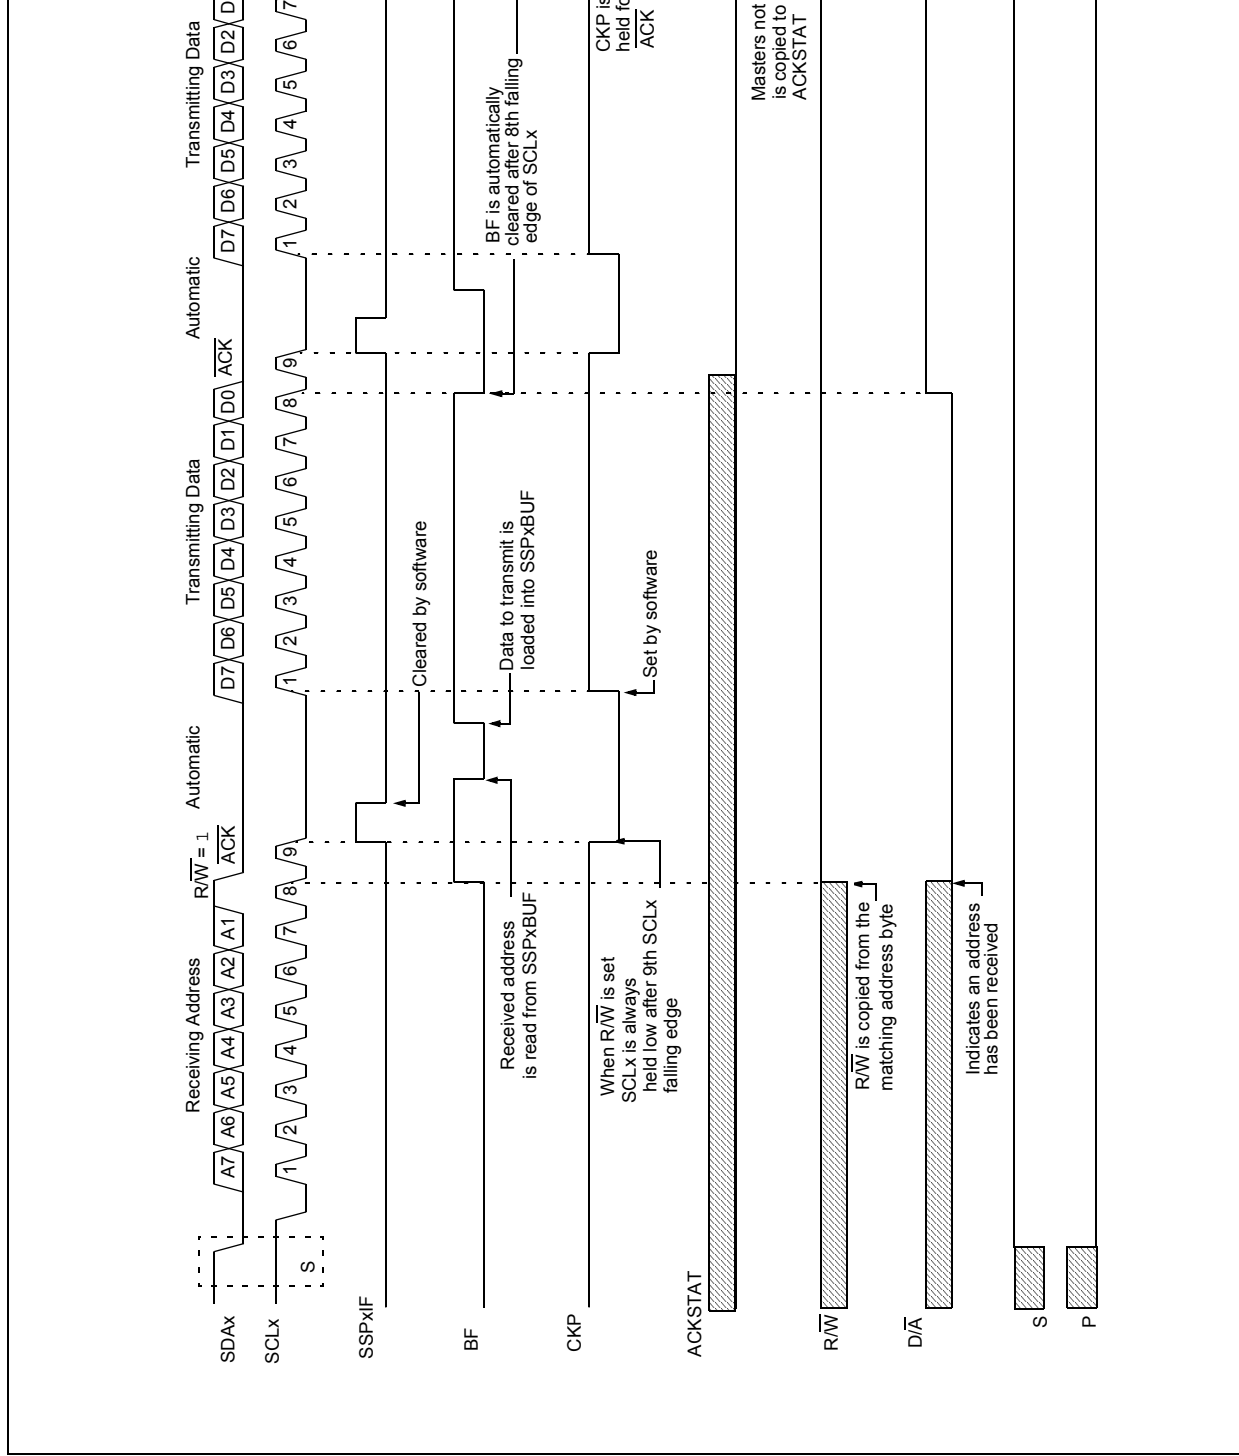 Receiving Address
Automatic
Transmitting Data
Automatic
Transmitting Data
R/W = 1
ACK
ACK
SDAx
A7 A6 A5 A4 A3 A2 A1
D7 D6 D5 D4 D3 D2 D1 D0
D7 D6 D5 D4 D3 D2
SCLx
S
1 2 3 4 5 6 7 8 9
1 2 3 4 5 6 7 8 9
1 2 3 4 5 6 7
SSPxIF
Cleared by software
BF
Received address
is read from SSPxBUF
Data to transmit is
loaded into SSPxBUF
BF is automatically
cleared after 8th falling
edge of SCLx
CKP
When R/W is set
SCLx is always
held low after 9th SCLx
falling edge
Set by software
CKP is
held
ACK
ACKSTAT
Masters not
is copied to
ACKSTAT
R/W
R/W is copied from the
matching address byte
D/A
Indicates an address
has been received
S
P